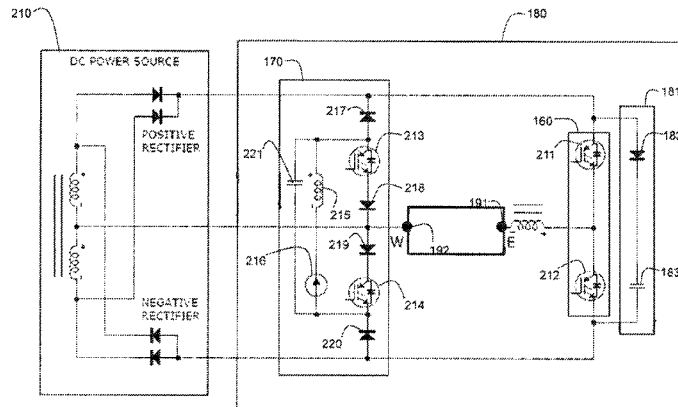 210
180
DC POWER SOURCE
170
181
217
160
182
213
211
POSITIVE
RECTIFIER
221
218
215
191
219
W
192
E
216
212
183
214
NEGATIVE
RECTIFIER
220